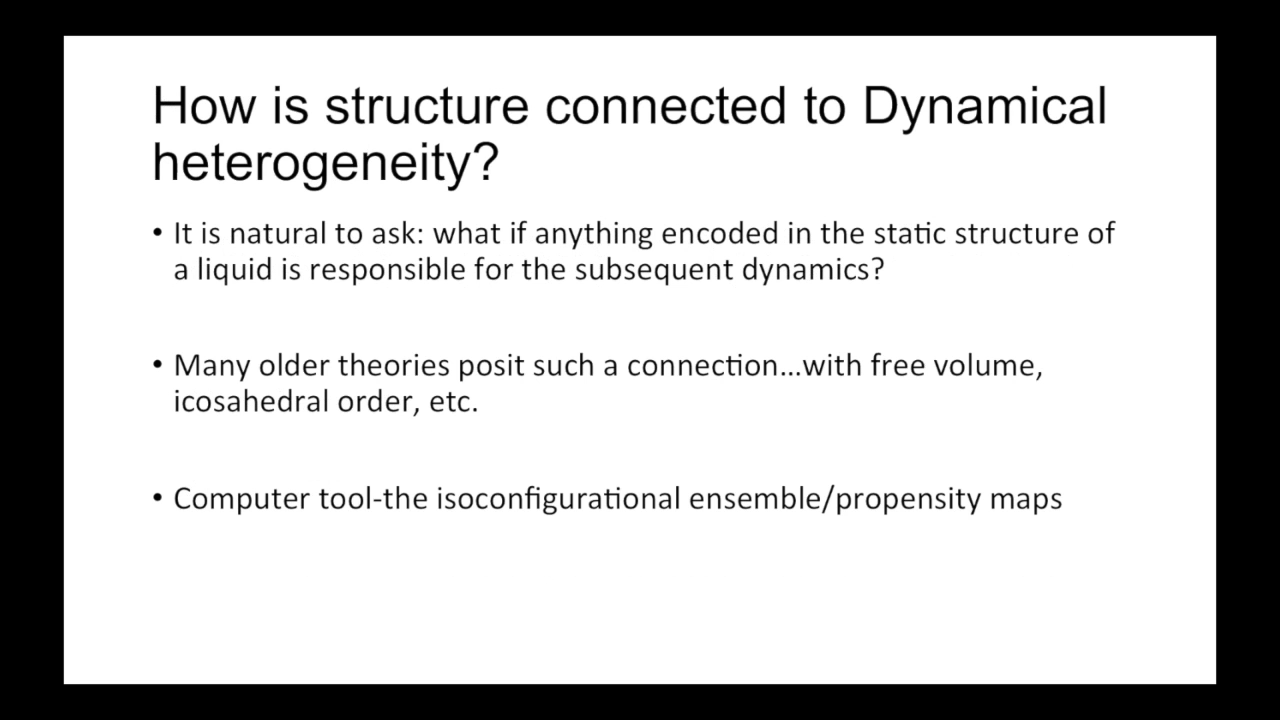 How is structure connected to Dynamical
heterogeneity?
• It is natural to ask: what if anything encoded in the static structure of
a liquid is responsible for the subsequent dynamics?
• Many older theories posit such a connection...with free volume,
icosahedral order, etc.
• Computer tool-the isoconfigurational ensemble/propensity maps